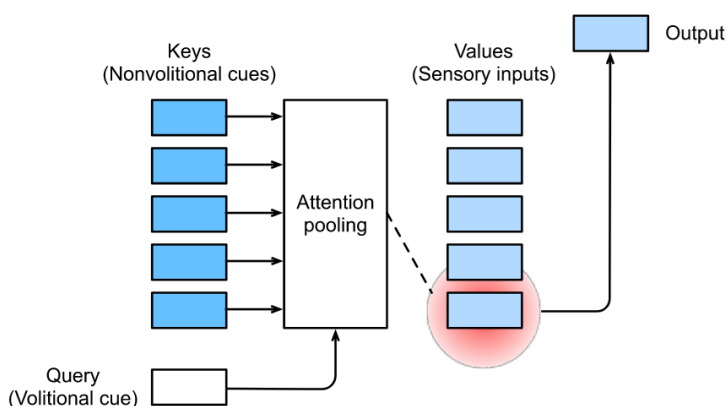 Keys
(Nonvolitional cues)
Values
(Sensory inputs)
Output
Attention
pooling
Query
(Volitional cue)